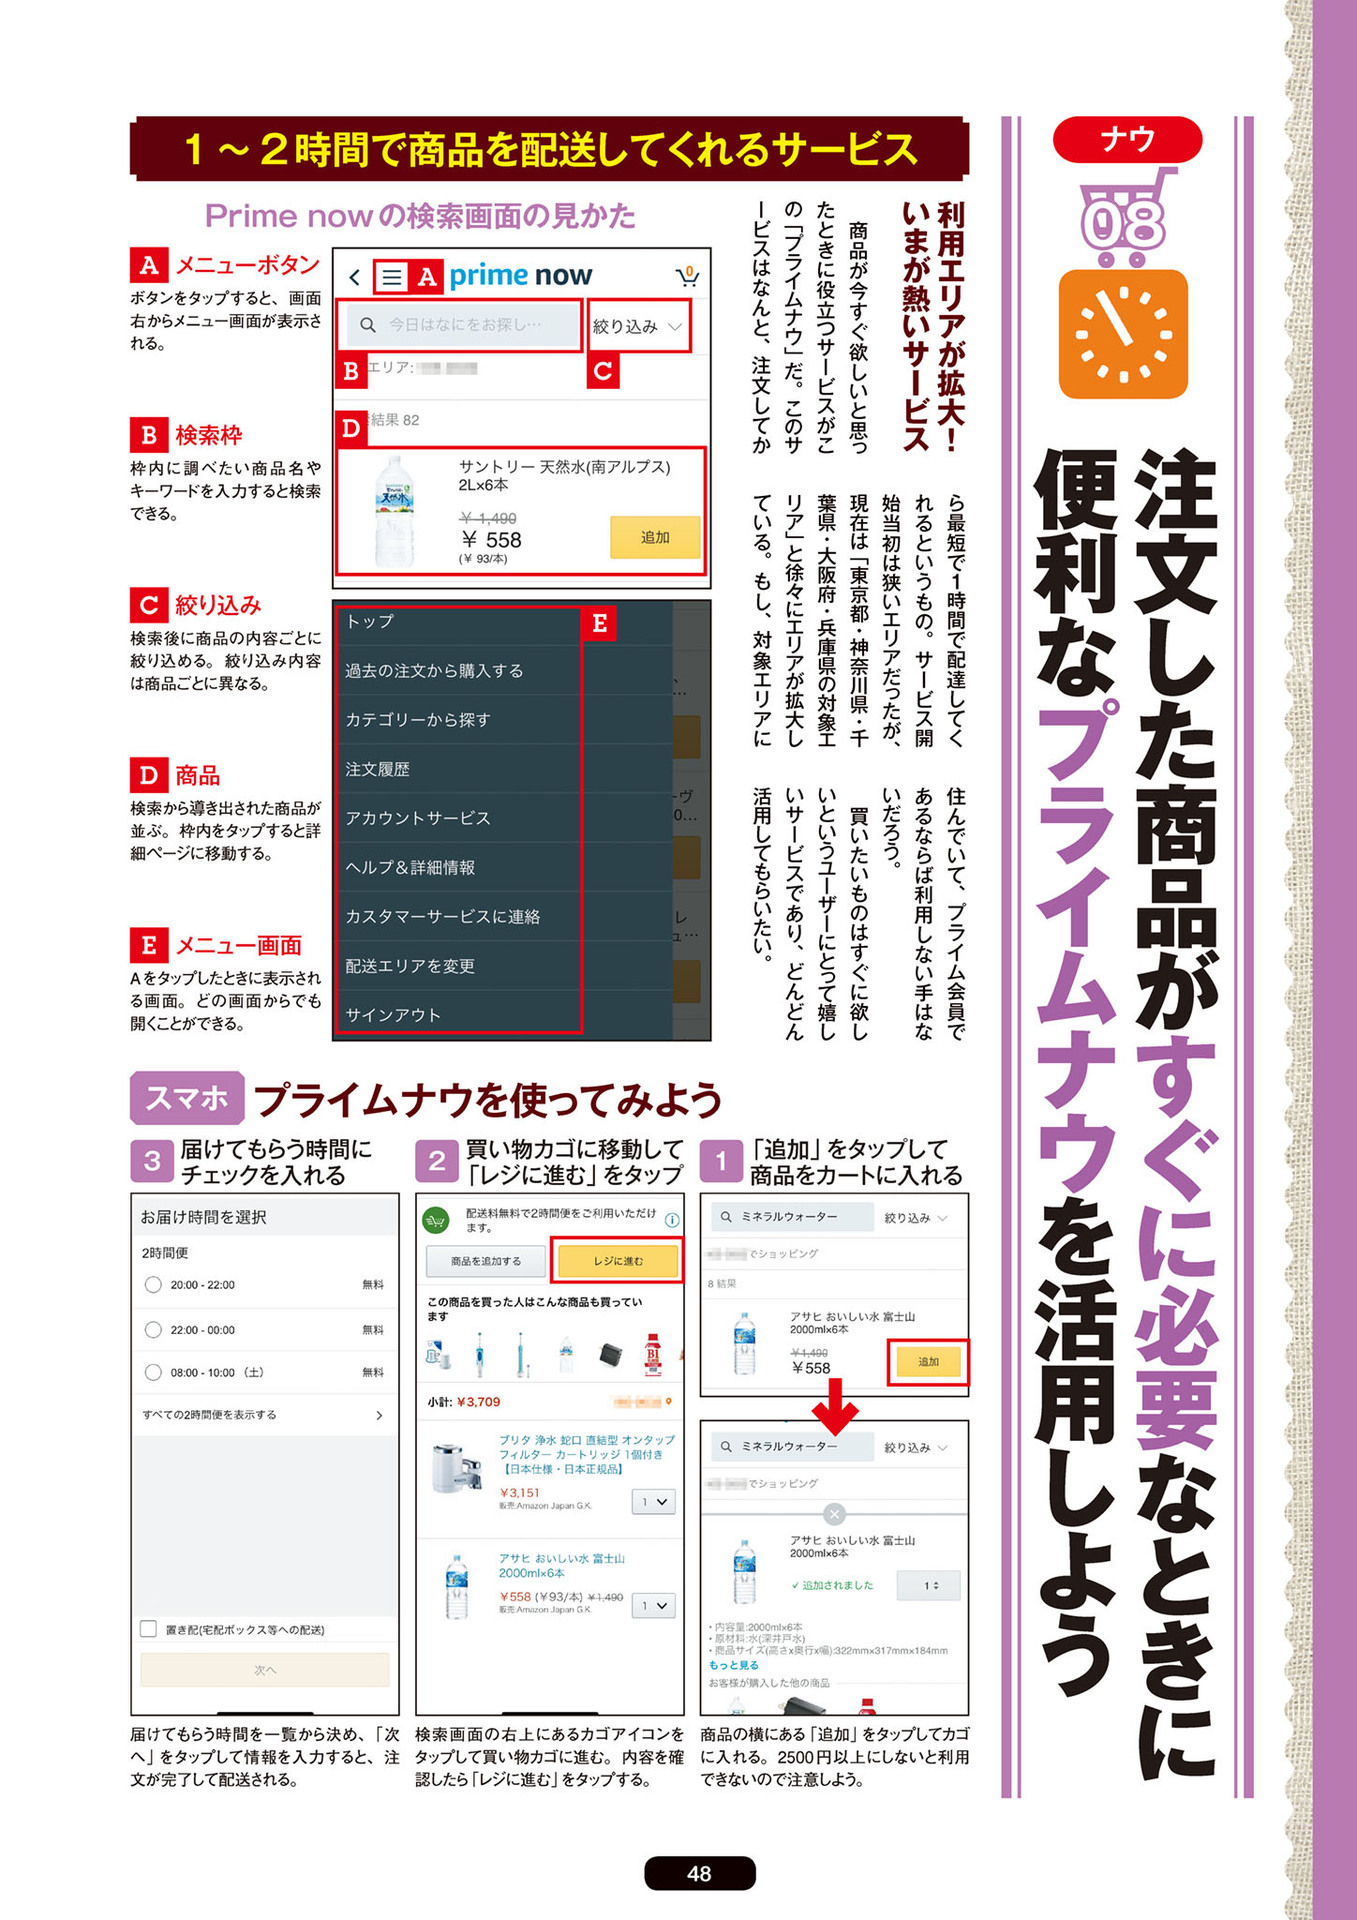 ナウ
08
注文した商品がすぐに必要なときに
便利なプライムナウを活用しよう
1～2時間で商品を配送してくれるサービス
利用エリアが拡大！
いまが熱いサービス
商品が今すぐ欲しいと思っ
たときに役立つサービスがこ
の「プライムナウ」だ。このサ
ービスはなんと、注文してか
ら最短で1時間で配達してく
れるというもの。サービス開
始当初は狭いエリアだったが、
現在は「東京都・神奈川県・千
葉県・大阪府・兵庫県の対象エ
リア」と徐々にエリアが拡大し
ている。もし、対象エリアに
住んでいて、プライム会員で
あるならば利用しない手はな
いだろう。
買いたいものはすぐに欲し
いというユーザーにとって嬉し
いサービスであり、どんどん
活用してもらいたい。
Prime nowの検索画面の見かた
A メニューボタン
ボタンをタップすると、画面
右からメニュー画面が表示さ
れる。
B 検索枠
枠内に調べたい商品名や
キーワードを入力すると検索
できる。
C 絞り込み
検索後に商品の内容ごとに
絞り込める。絞り込み内容
は商品ごとに異なる。
D 商品
検索から導き出された商品が
並ぶ。枠内をタップすると詳
細ページに移動する。
E メニュー画面
Aをタップしたときに表示され
る画面。どの画面からでも
開くことができる。
A prime now 0
今日はなにをお探し… 絞り込み
B エリア: C
D 結果 82
サントリー 天然水(南アルプス)
2L×6本
￥1,490
￥ 558
(￥ 93/本)
追加
天然水
E
トップ
過去の注文から購入する
カテゴリーから探す
注文履歴
アカウントサービス
ヘルプ＆詳細情報
カスタマーサービスに連絡
配送エリアを変更
サインアウト
スマホ プライムナウを使ってみよう
1 「追加」をタップして
商品をカートに入れる
ミネラルウォーター 絞り込み
でショッピング
8 結果
アサヒ おいしい水 富士山
2000ml×6本
￥1,490
￥558
追加
ミネラルウォーター 絞り込み
でショッピング
アサヒ おいしい水 富士山
2000ml×6本
✓ 追加されました 1
・内容量:2000ml×6本
・原材料:水(深井戸水)
・商品サイズ(高さx奥行x幅):322mm×317mm×184mm
もっと見る
お客様が購入した他の商品
商品の横にある「追加」をタップしてカゴ
に入れる。2500円以上にしないと利用
できないので注意しよう。
2 買い物カゴに移動して
「レジに進む」をタップ
配送料無料で2時間便をご利用いただけ
ます。
商品を追加する レジに進む
この商品を買った人はこんな商品も買ってい
ます
小計: ￥3,709
ブリタ 浄水 蛇口 直結型 オンタップ
フィルター カートリッジ 1個付き
【日本仕様・日本正規品】
￥3,151
販売:Amazon Japan G.K.
1
アサヒ おいしい水 富士山
2000ml×6本
￥558 (￥93/本) ￥1,490
販売:Amazon Japan G.K.
1
検索画面の右上にあるカゴアイコンを
タップして買い物カゴに進む。内容を確
認したら「レジに進む」をタップする。
3 届けてもらう時間に
チェックを入れる
お届け時間を選択
2時間便
20:00 - 22:00 無料
22:00 - 00:00 無料
08:00 - 10:00 （土） 無料
すべての2時間便を表示する
置き配(宅配ボックス等への配送)
次へ
届けてもらう時間を一覧から決め、「次
へ」をタップして情報を入力すると、注
文が完了して配送される。
48